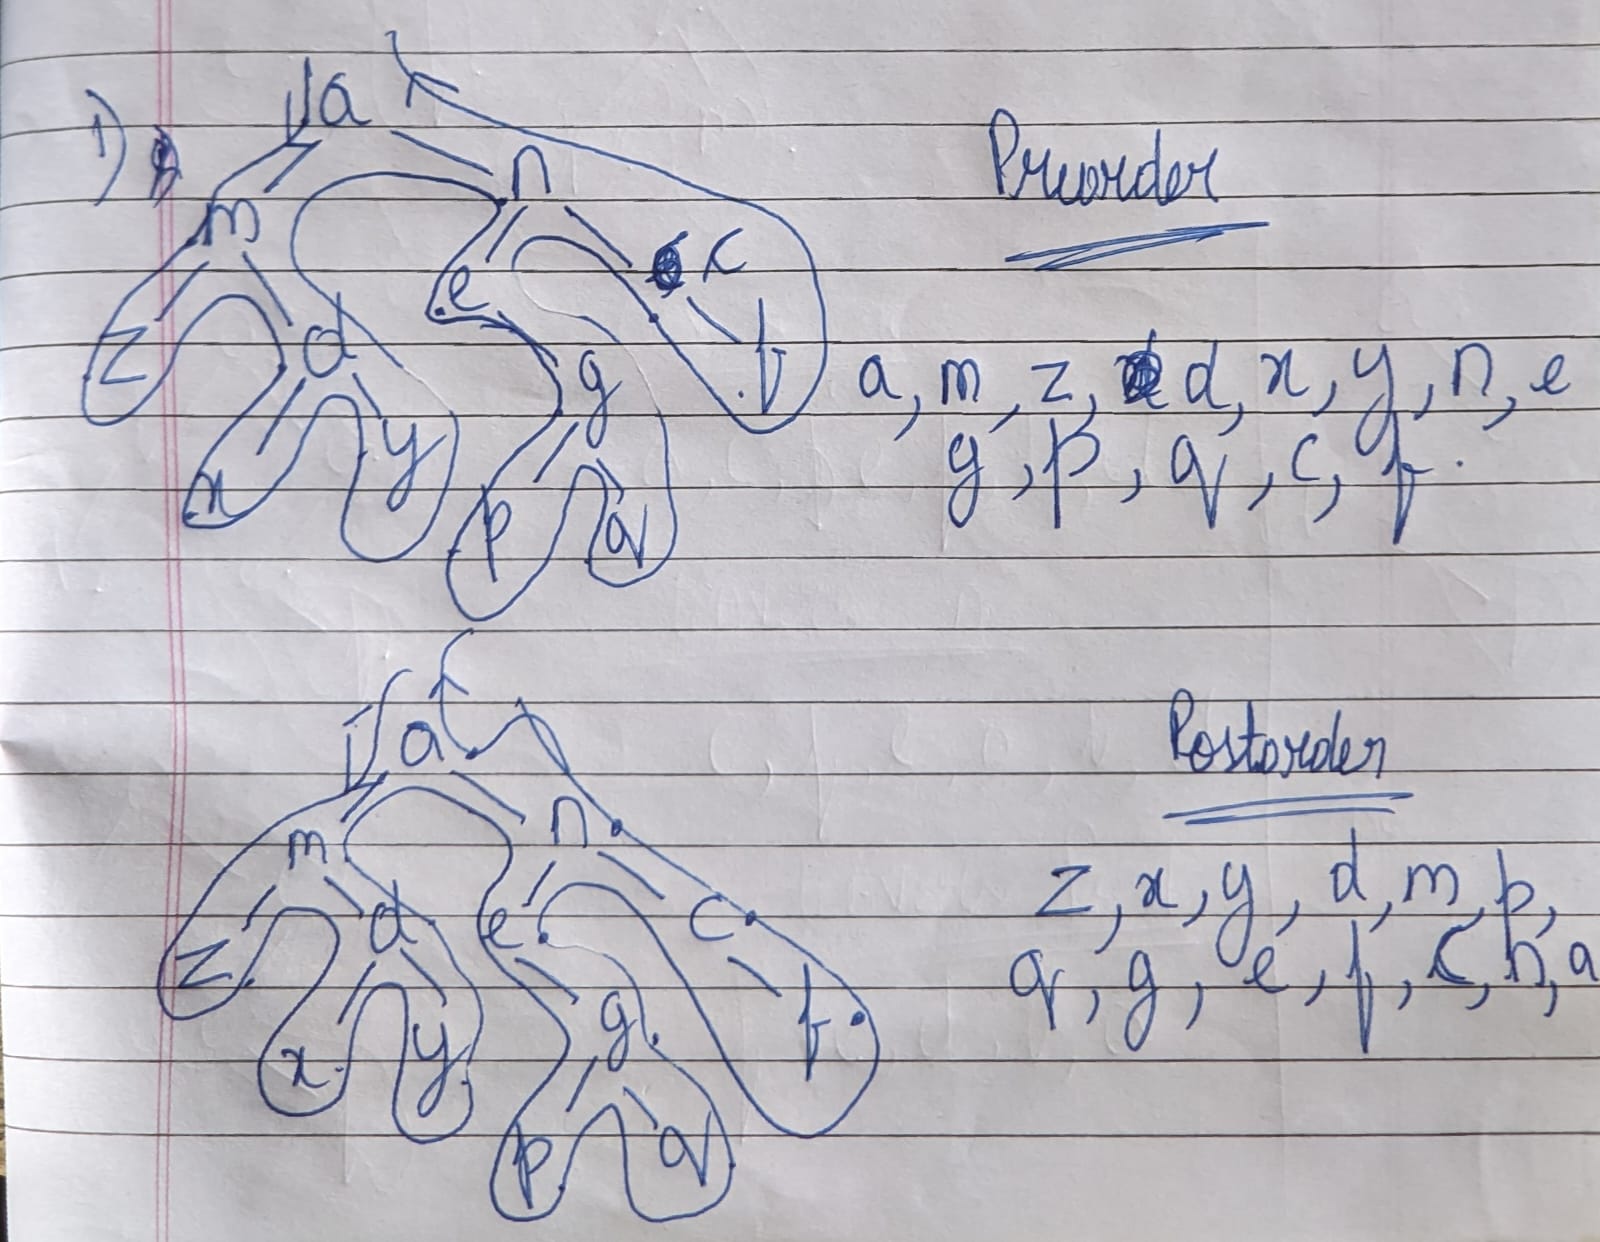 1)
a
m n
z d e c
x y g f
p q
Preorder
a, m, z, d, x, y, n, e
g, p, q, c, f.
a
m n
z d e c
x y g f
p q
Postorder
z, x, y, d, m, p,
q, g, e, f, c, n, a